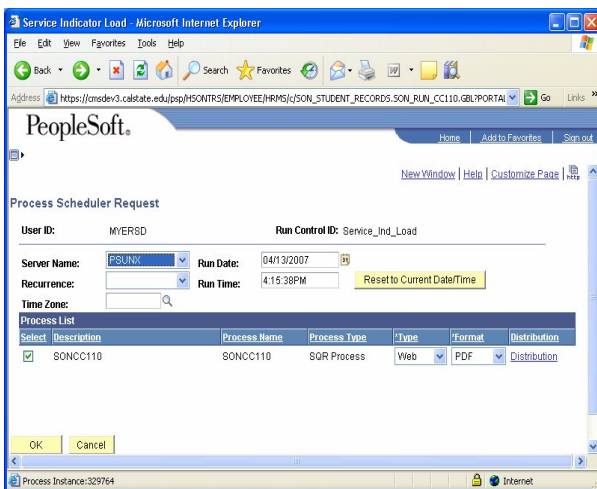 Service Indicator Load - Microsoft Internet Explorer
File Edit View Favorites Tools Help
Back Search Favorites
Address https://cmsdev3.calstate.edu/psp/HSONTRS/EMPLOYEE/HRMS/c/SON_STUDENT_RECORDS.SON_RUN_CC110.GBL?PORTAL Go Links »
PeopleSoft.
Home Add to Favorites Sign out
New Window | Help | Customize Page | http
Process Scheduler Request
User ID: MYERSD Run Control ID: Service_Ind_Load
Server Name: PSUNX Run Date: 04/13/2007
Recurrence: Run Time: 4:15:38PM Reset to Current Date/Time
Time Zone:
Process List
Select Description Process Name Process Type *Type *Format Distribution
SONCC110 SONCC110 SQR Process Web PDF Distribution
OK Cancel
Process Instance:329764 Internet